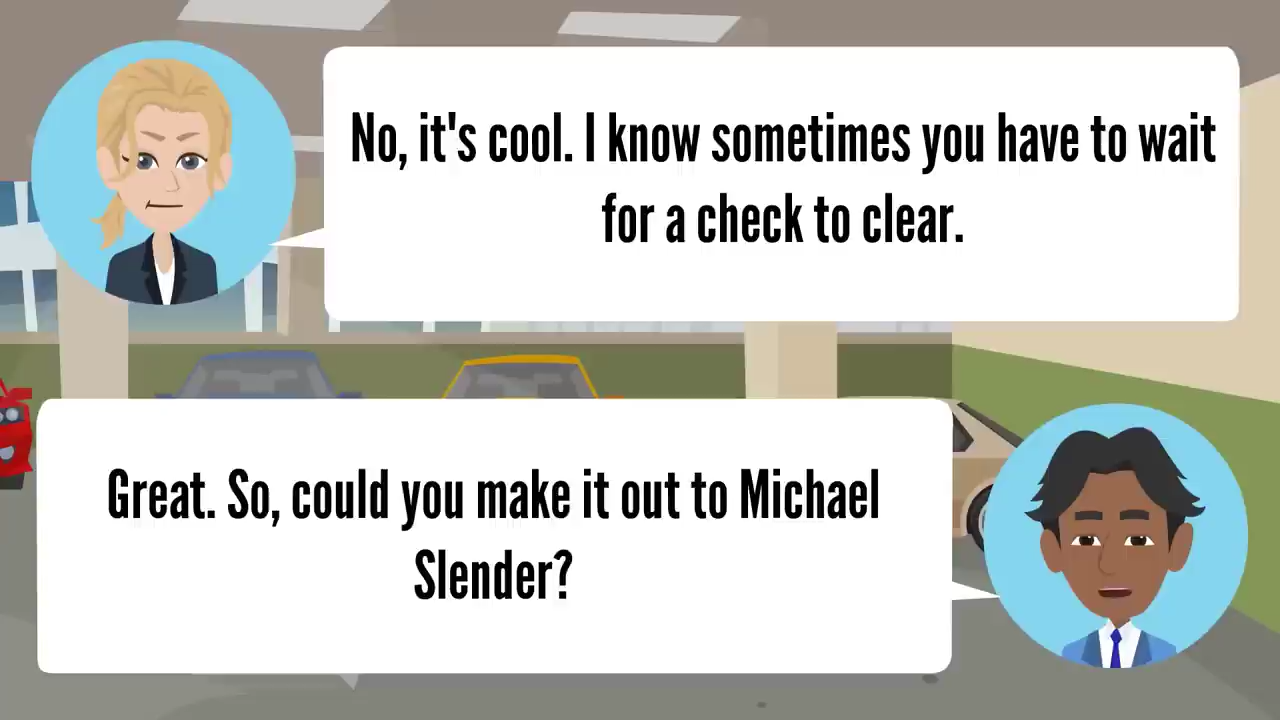 No, it's cool. I know sometimes you have to wait
for a check to clear.
Great. So, could you make it out to Michael
Slender?